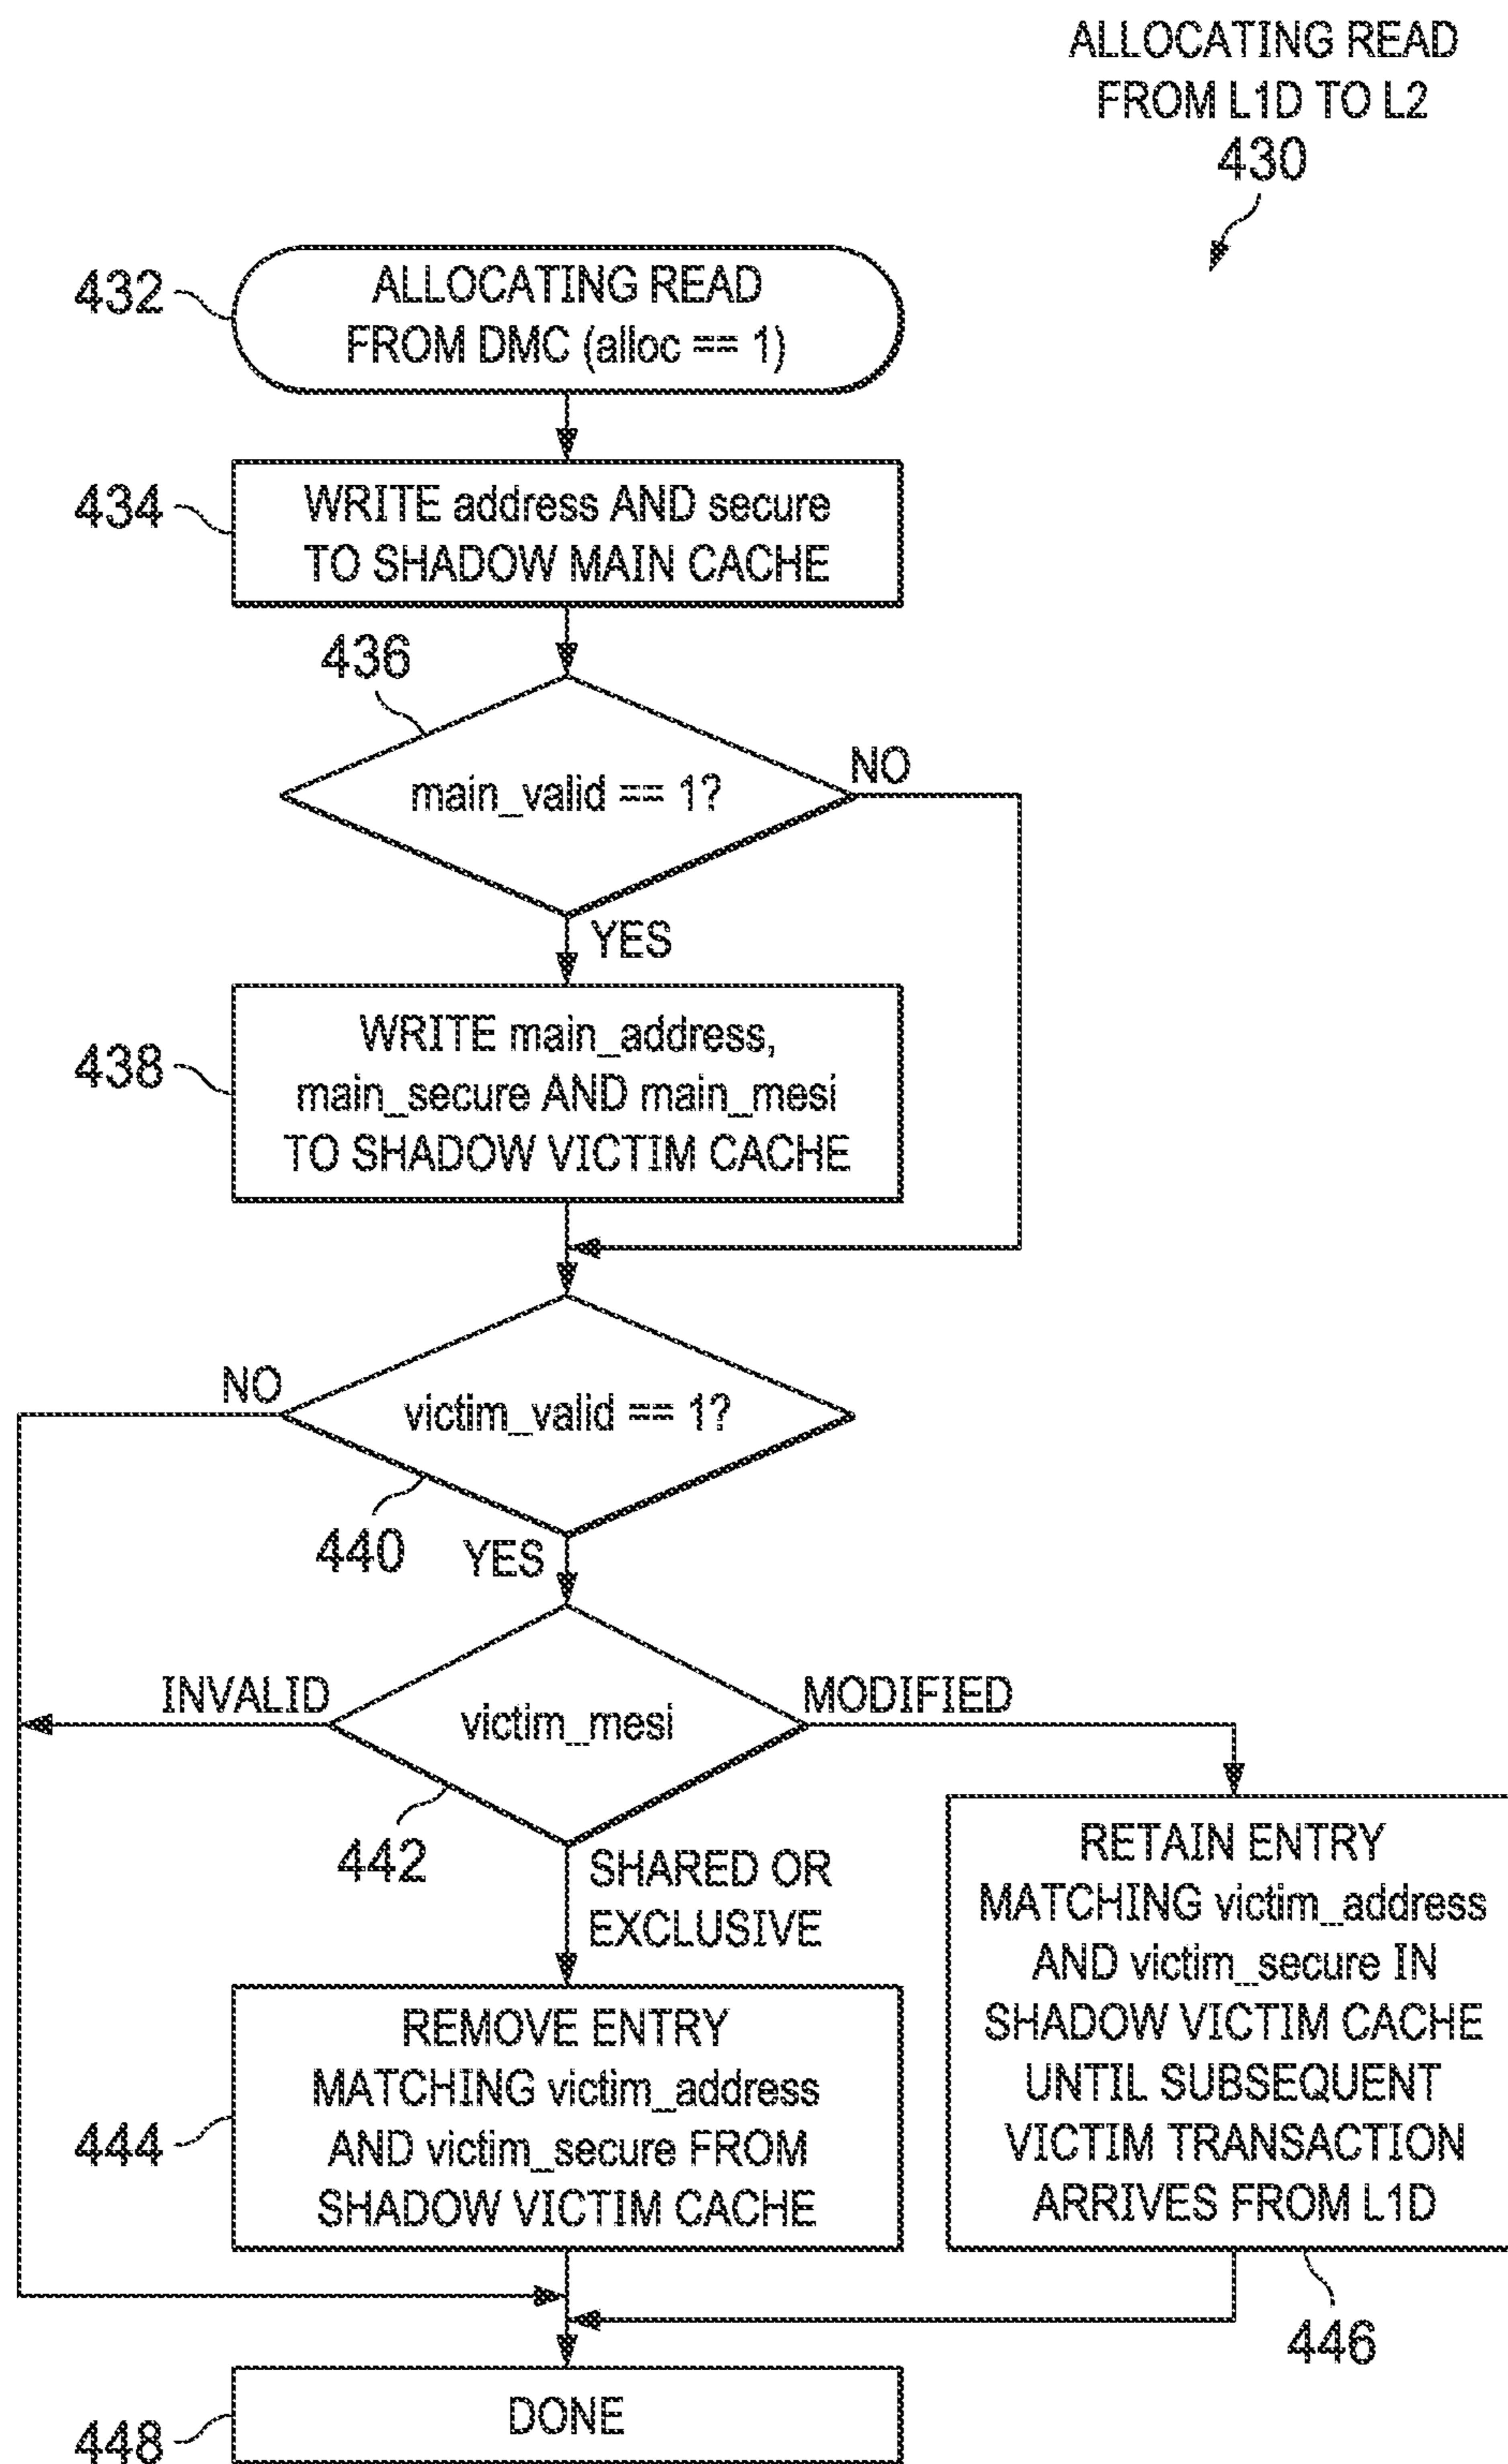 ALLOCATING READ
FROM L1D TO L2
430
432
ALLOCATING READ
FROM DMC (alloc == 1)
434
WRITE address AND secure
TO SHADOW MAIN CACHE
436
main_valid == 1?
NO
YES
438
WRITE main_address,
main_secure AND main_mesi
TO SHADOW VICTIM CACHE
NO
victim_valid == 1?
440
YES
INVALID
victim_mesi
MODIFIED
442
SHARED OR
EXCLUSIVE
RETAIN ENTRY
MATCHING victim_address
AND victim_secure IN
SHADOW VICTIM CACHE
UNTIL SUBSEQUENT
VICTIM TRANSACTION
ARRIVES FROM L1D
444
REMOVE ENTRY
MATCHING victim_address
AND victim_secure FROM
SHADOW VICTIM CACHE
446
448
DONE